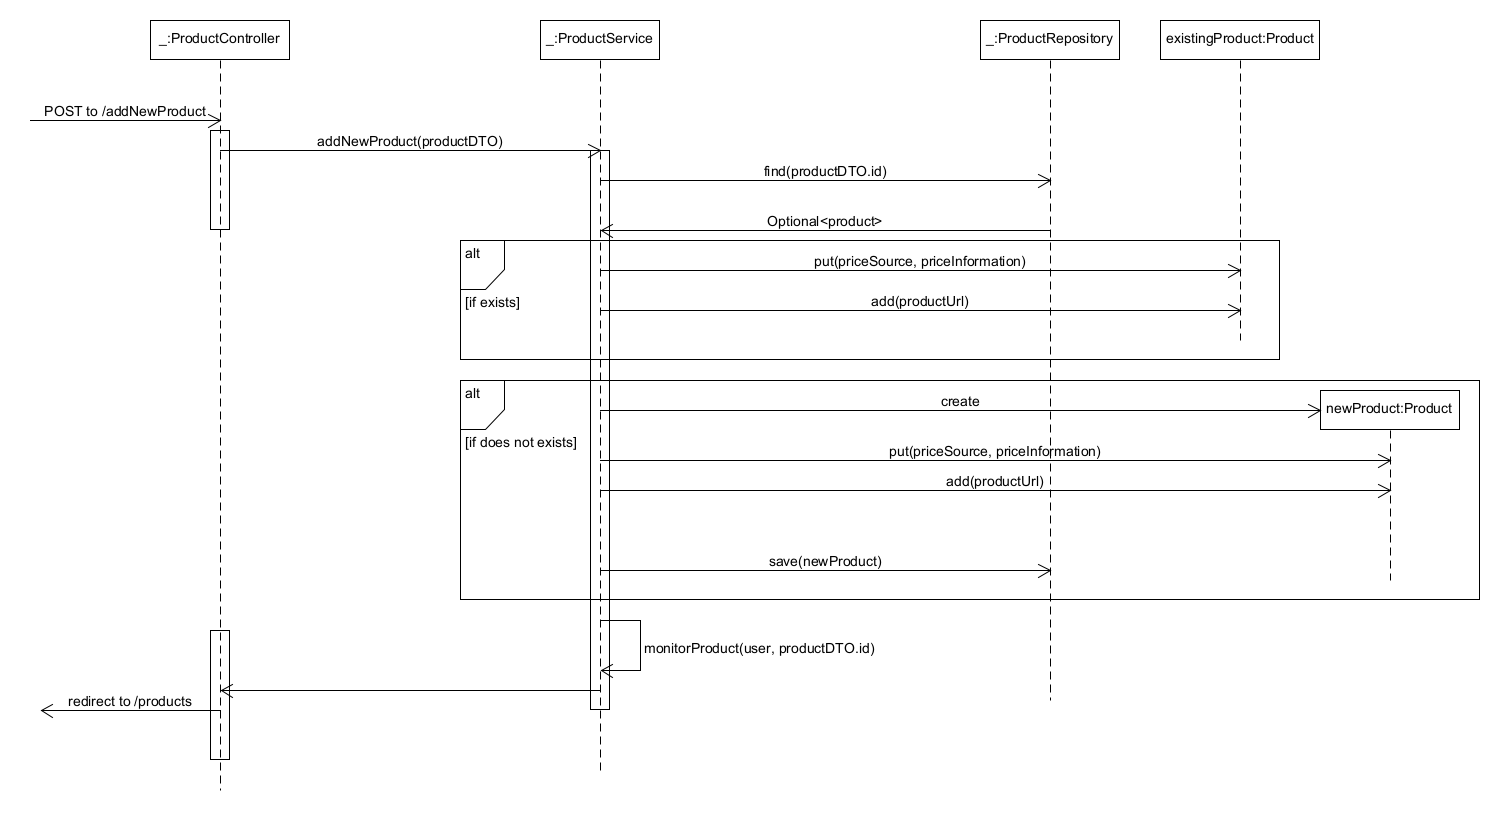 _:ProductController
_:ProductService
_:ProductRepository
existingProduct:Product
POST to /addNewProduct
addNewProduct(productDTO)
find(productDTO.id)
Optional<product>
alt
put(priceSource, priceInformation)
[if exists]
add(productUrl)
alt
create
newProduct:Product
[if does not exists]
put(priceSource, priceInformation)
add(productUrl)
save(newProduct)
monitorProduct(user, productDTO.id)
redirect to /products